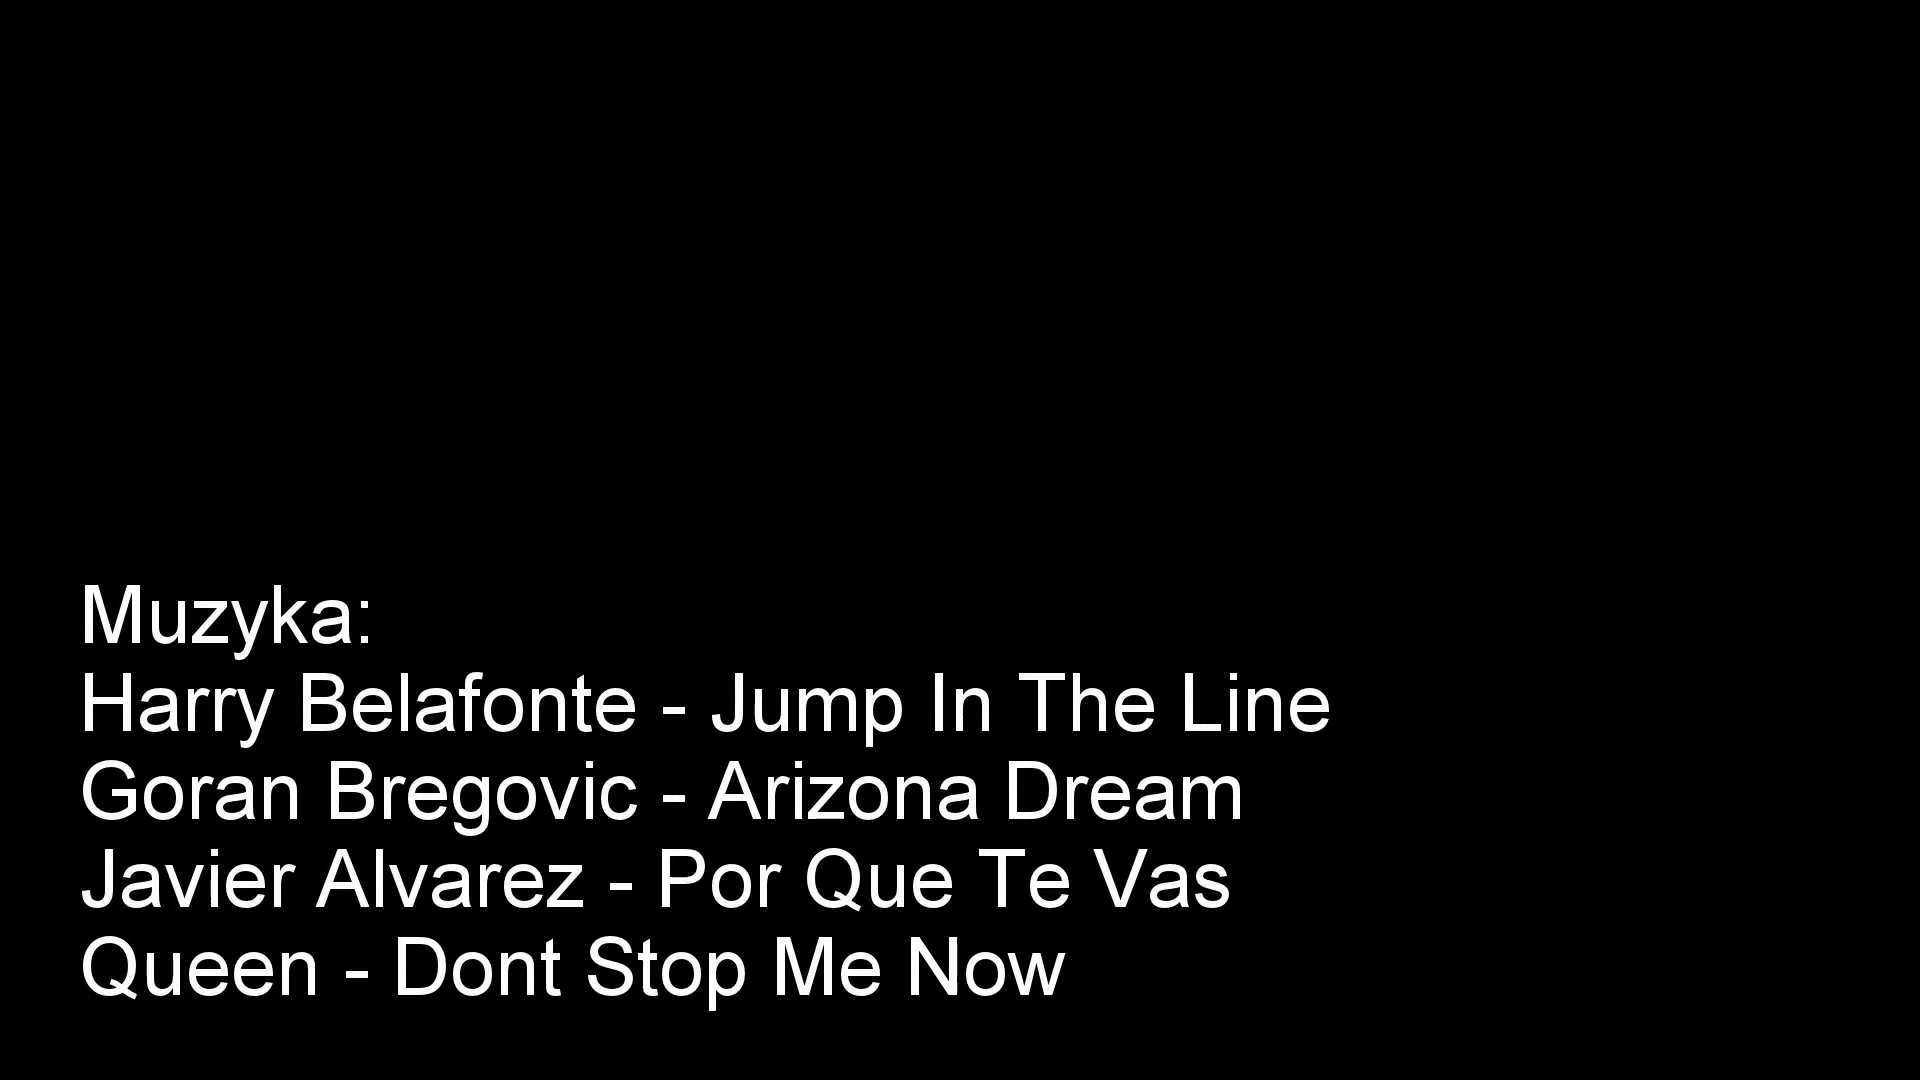 Muzyka:
Harry Belafonte - Jump In The Line
Goran Bregovic - Arizona Dream
Javier Alvarez - Por Que Te Vas
Queen - Dont Stop Me Now